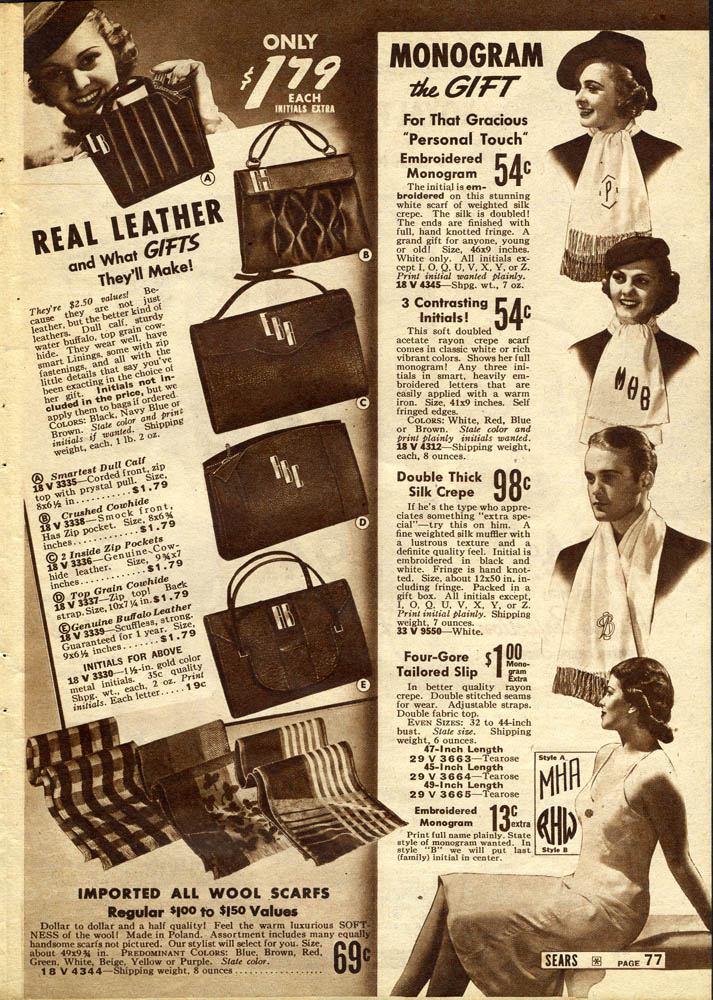 ONLY
$1.79
EACH
INITIALS EXTRA
LB
A
REAL LEATHER
and What GIFTS
They'll Make!
They're $2.50 values! Be-
cause they are not just
leather, but the better kind of
leathers. Dull calf, sturdy
water buffalo, top grain cow-
hide. They wear well, have
smart linings, some with zip
fastenings, and all with the
little details that say you've
been exacting in the choice of
her gift. Initials not in-
cluded in the price, but we
apply them to bags if ordered.
COLORS: Black, Navy Blue or
Brown. State color and print
initials if wanted. Shipping
weight, each, 1 lb. 2 oz.
B
C
D
E
Ⓐ Smartest Dull Calf
18 V 3335—Corded front, zip
top with prystal pull. Size,
8x6½ in..........$1.79
Ⓑ Crushed Cowhide
18 V 3338—Smock front,
Has Zip pocket. Size, 8x6¾
inches..........$1.79
Ⓒ 2 Inside Zip Pockets
18 V 3336—Genuine Cow-
hide leather. Size, 9¾x7
inches..........$1.79
Ⓓ Top Grain Cowhide
18 V 3337—Zip top! Back
strap. Size, 10x7¼ in. $1.79
Ⓔ Genuine Buffalo Leather
18 V 3339—Scuffless, strong.
Guaranteed for 1 year. Size,
9x6½ inches.......$1.79
INITIALS FOR ABOVE
18 V 3330—1½-in. gold color
metal initials. 35c quality
Shpg. wt., each, 2 oz. Print
initials. Each letter.....19c
IMPORTED ALL WOOL SCARFS
Regular $1.00 to $1.50 Values
Dollar to dollar and a half quality! Feel the warm luxurious SOFT-
NESS of the wool! Made in Poland. Assortment includes many equally
handsome scarfs not pictured. Our stylist will select for you. Size,
about 49x9¾ in. PREDOMINANT COLORS: Blue, Brown, Red,
Green, White, Beige, Yellow or Purple. State color.
18 V 4344—Shipping weight, 8 ounces..........
69c
MONOGRAM
the GIFT
For That Gracious
"Personal Touch"
Embroidered
Monogram 54c
The initial is em-
broidered on this stunning
white scarf of weighted silk
crepe. The silk is doubled!
The ends are finished with
full, hand knotted fringe. A
grand gift for anyone, young
or old! Size, 46x9 inches.
White only. All initials ex-
cept I, O, Q, U, V, X, Y, or Z.
Print initial wanted plainly.
18 V 4345—Shpg. wt., 7 oz.
P
3 Contrasting
Initials! 54c
This soft doubled
acetate rayon crepe scarf
comes in classic white or rich
vibrant colors. Shows her full
monogram! Any three ini-
tials in smart, heavily em-
broidered letters that are
easily applied with a warm
iron. Size, 41x9 inches. Self
fringed edges.
COLORS: White, Red, Blue
or Brown. State color and
print plainly initials wanted.
18 V 4312—Shipping weight,
each, 8 ounces.
MHB
Double Thick
Silk Crepe 98c
If he's the type who appre-
ciates something "extra spe-
cial"—try this on him. A
fine weighted silk muffler with
a lustrous texture and a
definite quality feel. Initial is
embroidered in black and
white. Fringe is hand knot-
ted. Size, about 12x50 in. in-
cluding fringe. Packed in a
gift box. All initials except,
I, O, Q, U, V, X, Y, or Z.
Print initial plainly. Shipping
weight, 7 ounces.
33 V 9550—White.
B
Four-Gore
Tailored Slip $1.00
Mono-
gram
Extra
In better quality rayon
crepe. Double stitched seams
for wear. Adjustable straps.
Double fabric top.
EVEN SIZES: 32 to 44-inch
bust. State size. Shipping
weight, 6 ounces.
47-Inch Length
29 V 3663—Tearose
45-Inch Length
29 V 3664—Tearose
49-Inch Length
29 V 3665—Tearose
Embroidered
Monogram 13c extra
Print full name plainly. State
style of monogram wanted. In
style "B" we will put last
(family) initial in center.
Style A
MHA
RHW
Style B
SEARS PAGE 77